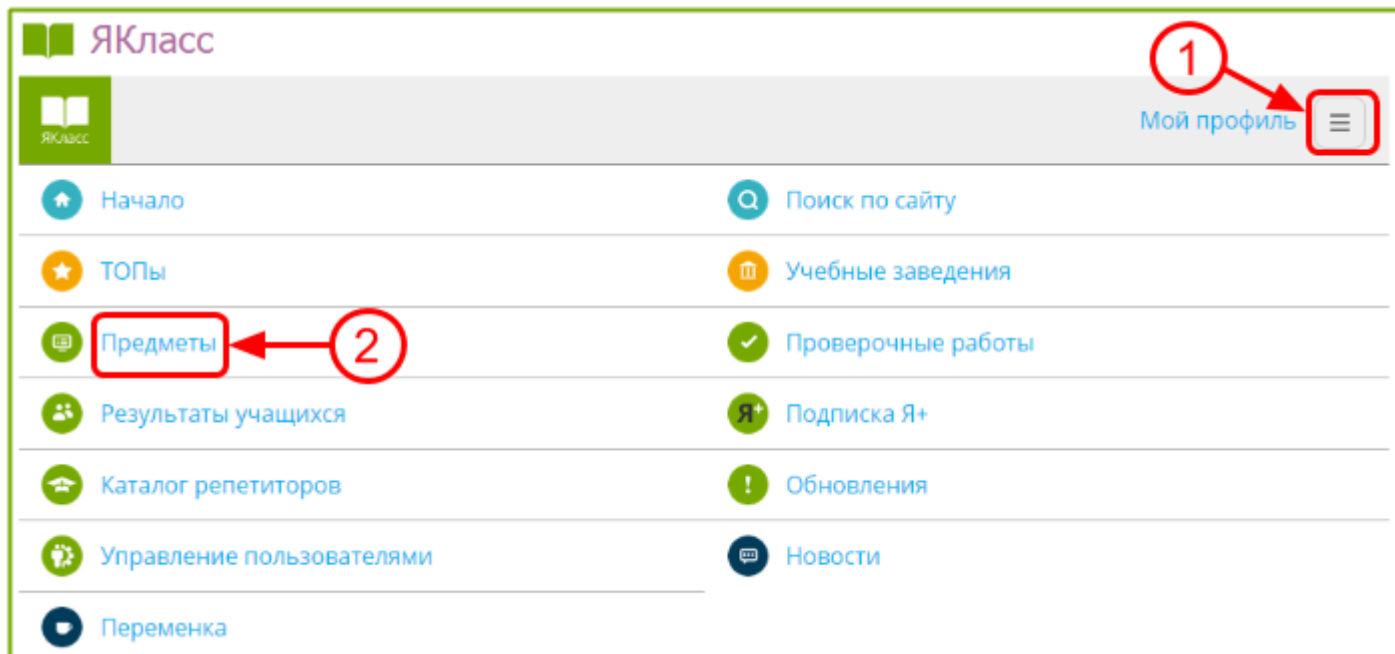 ЯКласс
1
ЯКласс
Мой профиль
Начало
Поиск по сайту
ТОПы
Учебные заведения
Предметы
2
Проверочные работы
Результаты учащихся
Я+
Подписка Я+
Каталог репетиторов
Обновления
Управление пользователями
Новости
Переменка